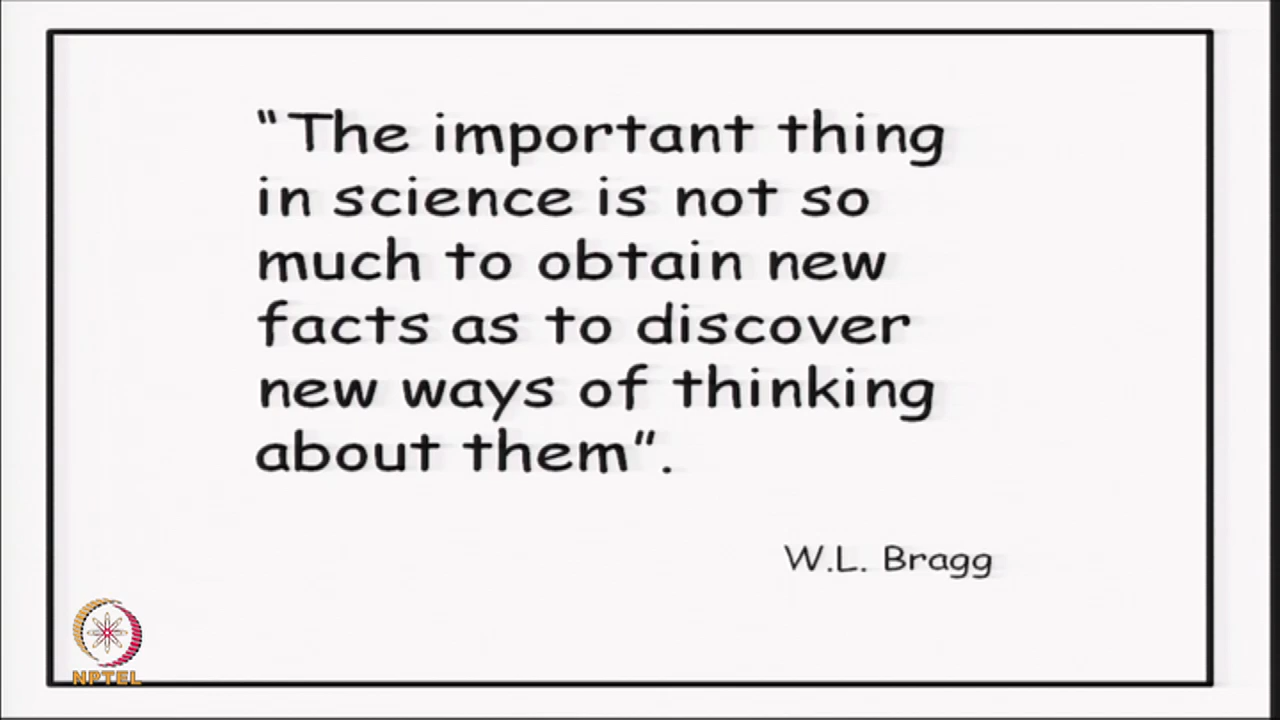 “The important thing
in science is not so
much to obtain new
facts as to discover
new ways of thinking
about them”.
W.L. Bragg
NPTEL